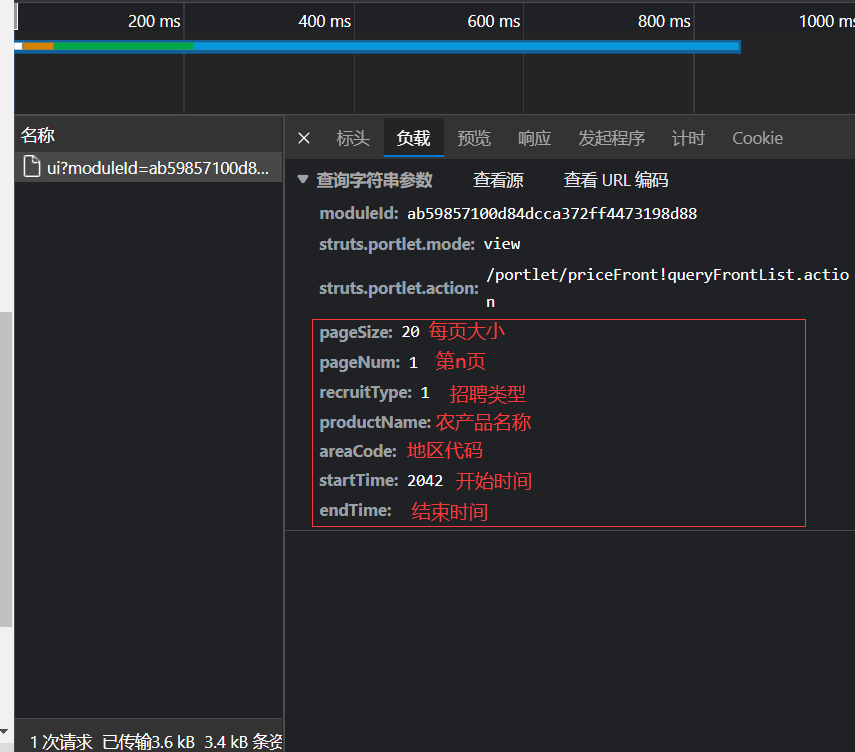 200 ms 400 ms 600 ms 800 ms 1000 ms
名称
标头 负载 预览 响应 发起程序 计时 Cookie
ui?moduleId=ab59857100d8...
查询字符串参数 查看源 查看 URL 编码
moduleId: ab59857100d84dcca372ff4473198d88
struts.portlet.mode: view
struts.portlet.action: /portlet/priceFront!queryFrontList.actio
n
pageSize: 20 每页大小
pageNum: 1 第n页
recruitType: 1 招聘类型
productName: 农产品名称
areaCode: 地区代码
startTime: 2042 开始时间
endTime: 结束时间
1 次请求 已传输3.6 kB 3.4 kB 条资